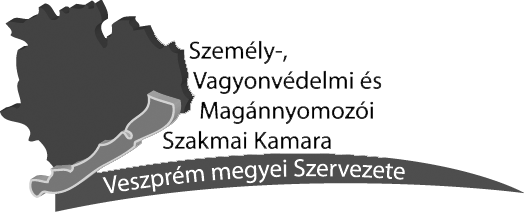 Személy-,
Vagyonvédelmi és
Magánnyomozói
Szakmai Kamara
Veszprém megyei Szervezete